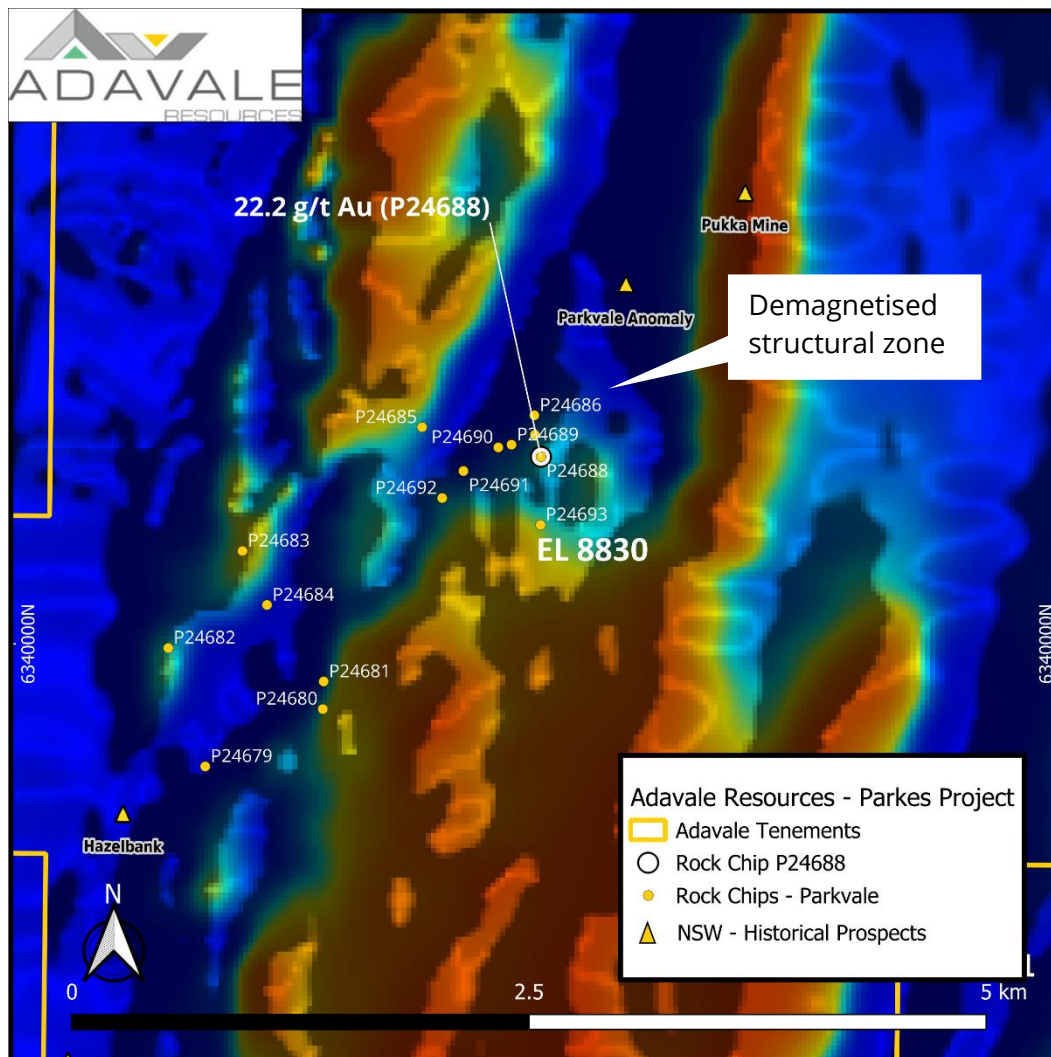 ADAVALE
RESOURCES
22.2 g/t Au (P24688)
Pukka Mine
Parkvale Anomaly
Demagnetised
structural zone
P24686
P24685
P24690
P24689
P24688
P24692
P24691
P24693
EL 8830
P24683
P24684
P24682
6340000N
6340000N
P24681
P24680
P24679
Hazelbank
N
Adavale Resources - Parkes Project
Adavale Tenements
Rock Chip P24688
Rock Chips - Parkvale
NSW - Historical Prospects
0
2.5
5 km